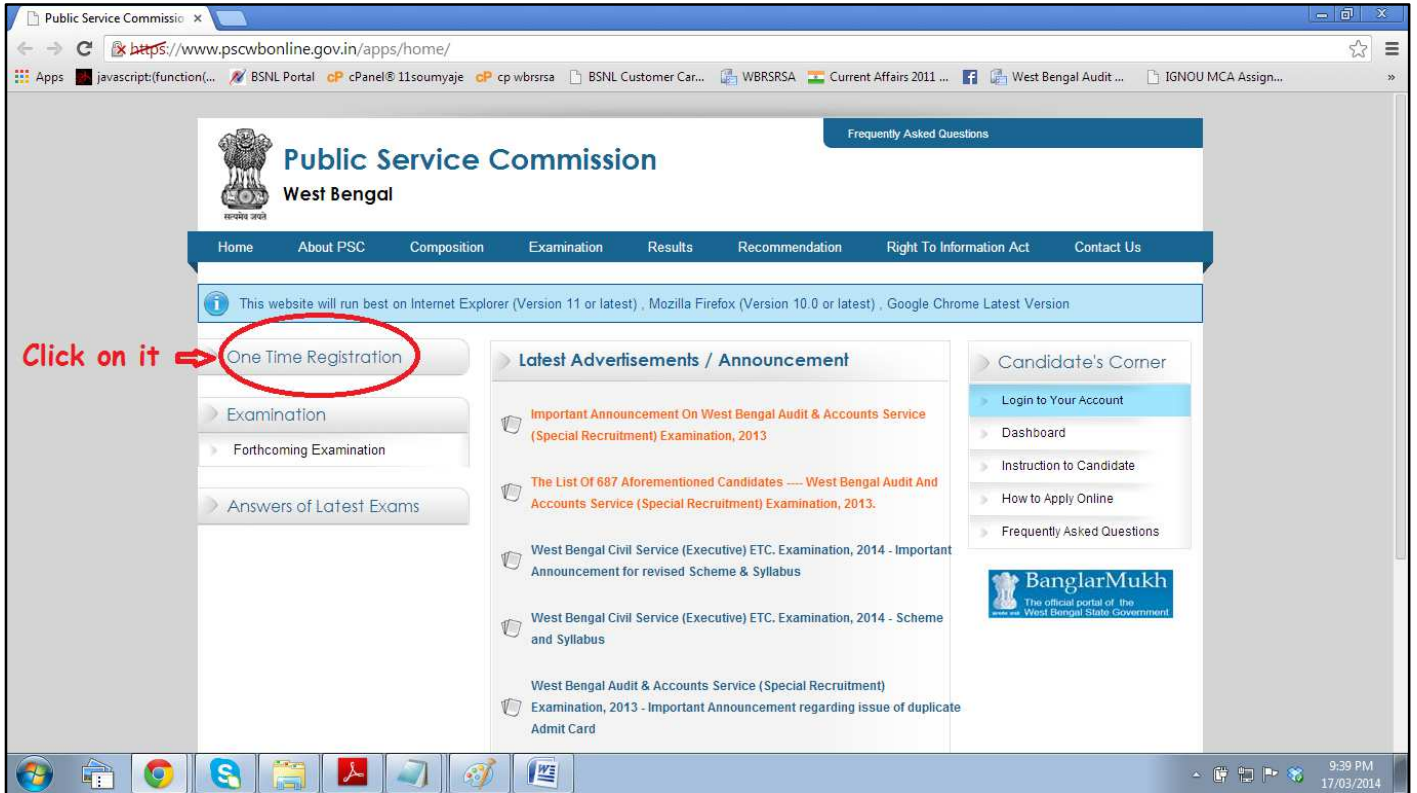 Public Service Commissio
https://www.pscwbonline.gov.in/apps/home/
Apps javascript:(function(... BSNL Portal cPanel® 11soumyaje cp wbrsrsa BSNL Customer Car... WBRSRSA Current Affairs 2011 ... West Bengal Audit ... IGNOU MCA Assign... »
Frequently Asked Questions
Public Service Commission
West Bengal
सत्यमेव जयते
Home About PSC Composition Examination Results Recommendation Right To Information Act Contact Us
This website will run best on Internet Explorer (Version 11 or latest) , Mozilla Firefox (Version 10.0 or latest) , Google Chrome Latest Version
Click on it
One Time Registration
Examination
Forthcoming Examination
Answers of Latest Exams
Latest Advertisements / Announcement
Important Announcement On West Bengal Audit & Accounts Service
(Special Recruitment) Examination, 2013
The List Of 687 Aforementioned Candidates ---- West Bengal Audit And
Accounts Service (Special Recruitment) Examination, 2013.
West Bengal Civil Service (Executive) ETC. Examination, 2014 - Important
Announcement for revised Scheme & Syllabus
West Bengal Civil Service (Executive) ETC. Examination, 2014 - Scheme
and Syllabus
West Bengal Audit & Accounts Service (Special Recruitment)
Examination, 2013 - Important Announcement regarding issue of duplicate
Admit Card
Candidate's Corner
Login to Your Account
Dashboard
Instruction to Candidate
How to Apply Online
Frequently Asked Questions
BanglarMukh
The official portal of the
West Bengal State Government
9:39 PM
17/03/2014